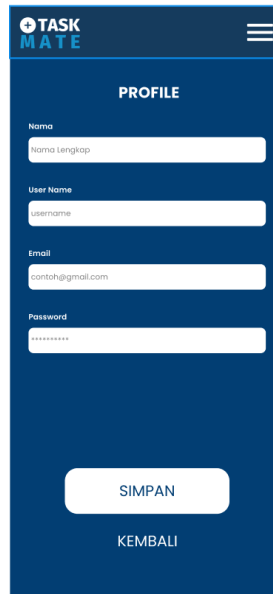 TASK
MATE
PROFILE
Nama
Nama Lengkap
User Name
username
Email
contoh@gmail.com
Password
**********
SIMPAN
KEMBALI